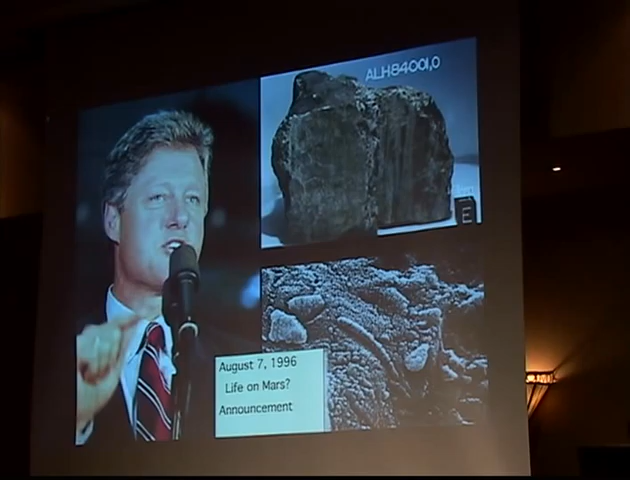 ALH84001,0
E
August 7, 1996
Life on Mars?
Announcement